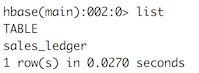 hbase(main):002:0> list
TABLE
sales_ledger
1 row(s) in 0.0270 seconds